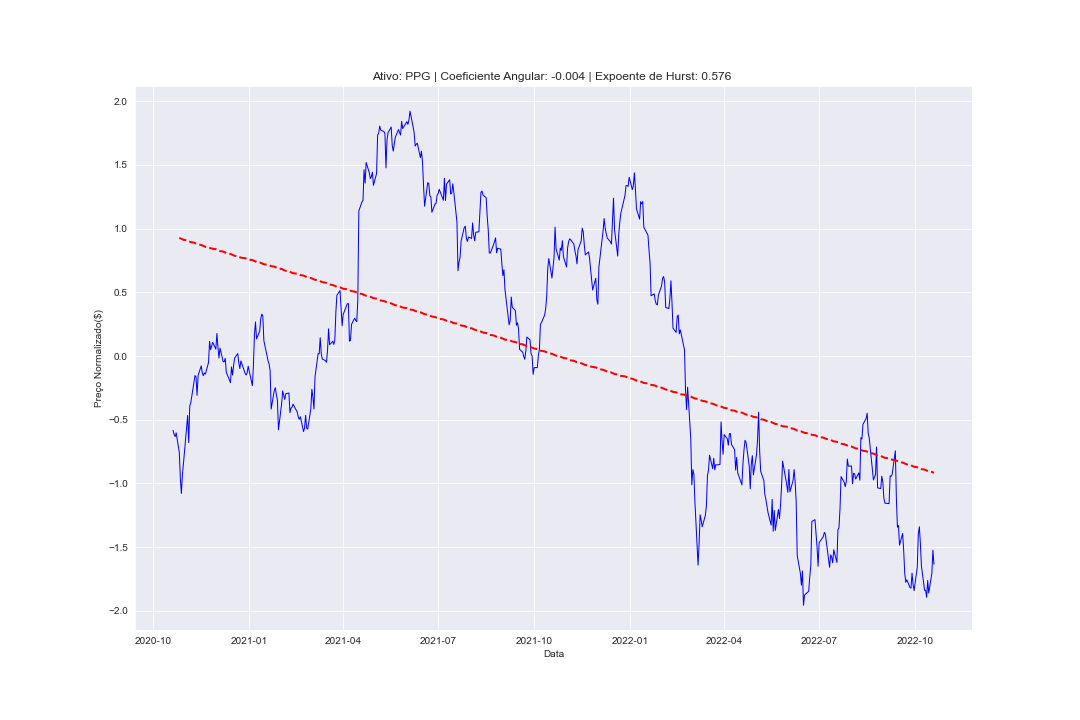 Ativo: PPG | Coeficiente Angular: -0.004 | Expoente de Hurst: 0.576
Preço Normalizado($)
2.0
1.5
1.0
0.5
0.0
−0.5
−1.0
−1.5
−2.0
2020-10 2021-01 2021-04 2021-07 2021-10 2022-01 2022-04 2022-07 2022-10
Data